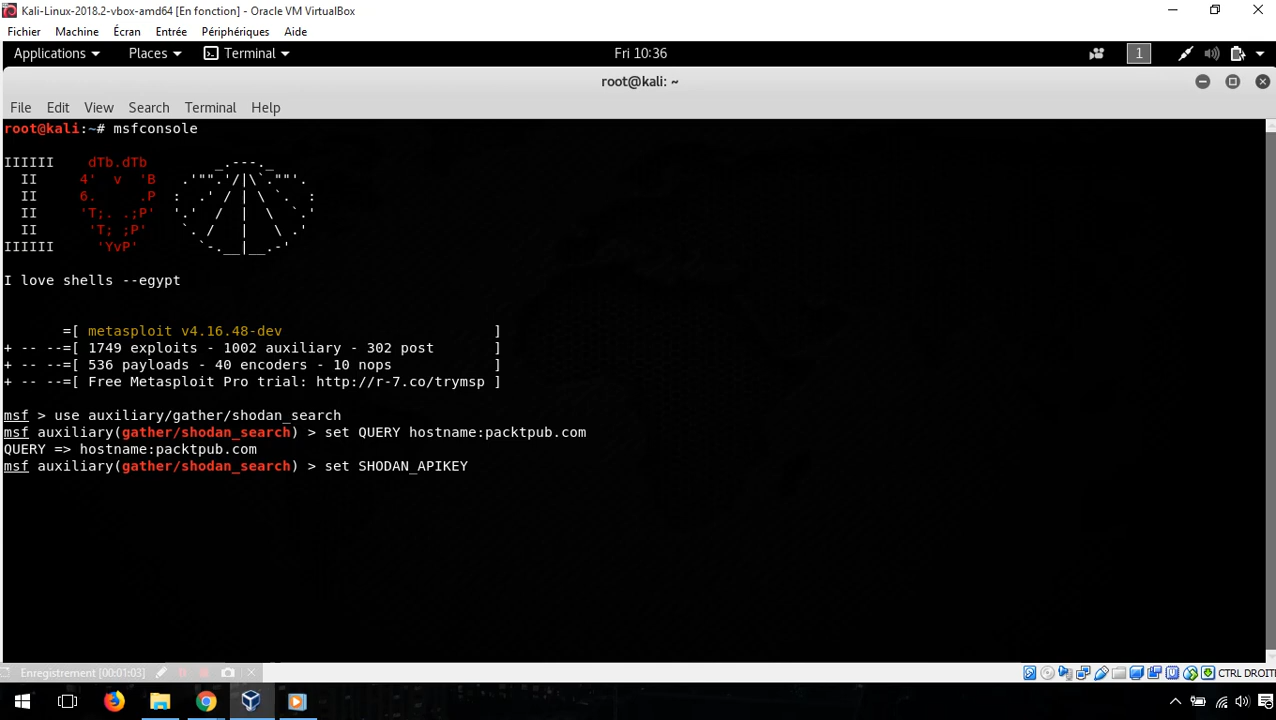 Kali-Linux-2018.2-vbox-amd64 [En fonction] - Oracle VM VirtualBox
Fichier Machine Écran Entrée Périphériques Aide
Applications Places Terminal Fri 10:36 1
root@kali: ~
File Edit View Search Terminal Help
root@kali:~# msfconsole
IIIIII    dTb.dTb        _.---._
  II     4'  v  'B   .'"".'/|\`.""'.
  II     6.     .P  :  .' / | \ `.  :
  II     'T;. .;P'  '.'  /  |  \  `.'
  II      'T; ;P'    `. /   |   \ .'
IIIIII     'YvP'       `-.__|__.-'
I love shells --egypt
       =[ metasploit v4.16.48-dev                         ]
+ -- --=[ 1749 exploits - 1002 auxiliary - 302 post       ]
+ -- --=[ 536 payloads - 40 encoders - 10 nops            ]
+ -- --=[ Free Metasploit Pro trial: http://r-7.co/trymsp ]
msf > use auxiliary/gather/shodan_search
msf auxiliary(gather/shodan_search) > set QUERY hostname:packtpub.com
QUERY => hostname:packtpub.com
msf auxiliary(gather/shodan_search) > set SHODAN_APIKEY
Enregistrement [00:01:03] CTRL DROITE